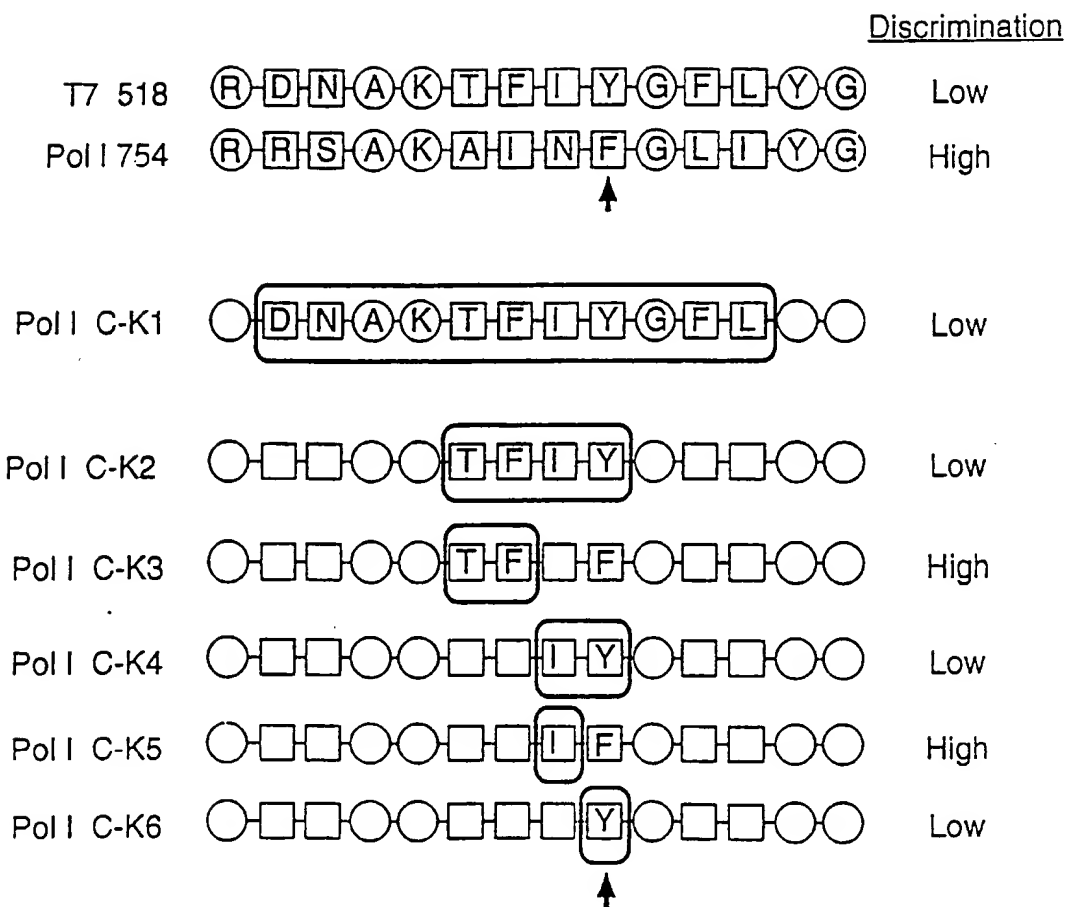 Discrimination
T7 518 R D N A K T F I Y G F L Y G Low
Pol I 754 R R S A K A I N F G L I Y G High
Pol I C-K1 D N A K T F I Y G F L Low
Pol I C-K2 T F I Y Low
Pol I C-K3 T F F High
Pol I C-K4 I Y Low
Pol I C-K5 I F High
Pol I C-K6 Y Low